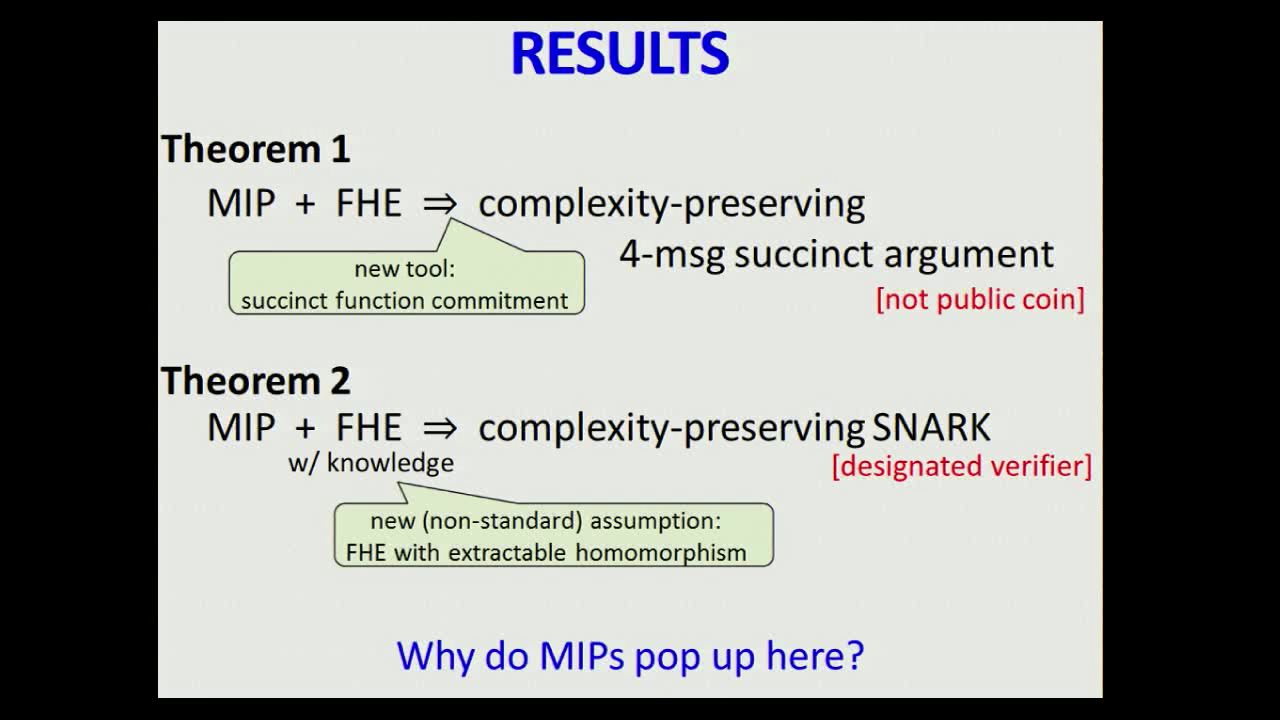 RESULTS
Theorem 1
MIP + FHE ⇒ complexity-preserving
4-msg succinct argument
[not public coin]
new tool:
succinct function commitment
Theorem 2
MIP + FHE ⇒ complexity-preserving SNARK
w/ knowledge
[designated verifier]
new (non-standard) assumption:
FHE with extractable homomorphism
Why do MIPs pop up here?